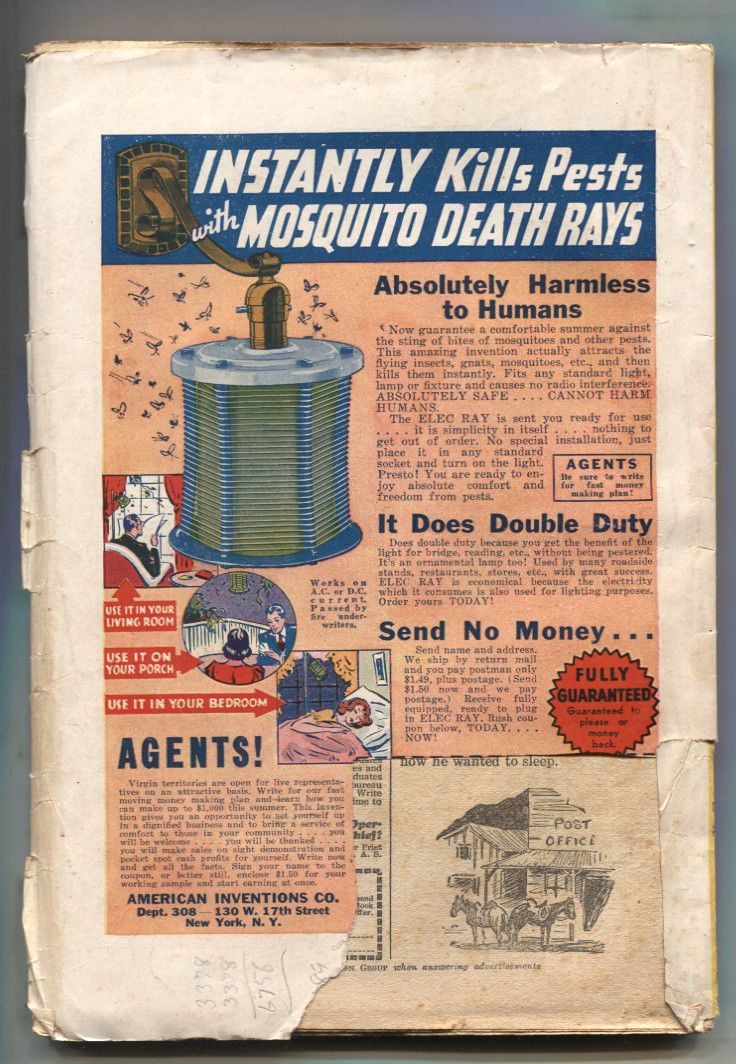 INSTANTLY Kills Pests
with MOSQUITO DEATH RAYS
Absolutely Harmless
to Humans
Now guarantee a comfortable summer against
the sting of bites of mosquitoes and other pests.
This amazing invention actually attracts the
flying insects, gnats, mosquitoes, etc., and then
kills them instantly. Fits any standard light,
lamp or fixture and causes no radio interference.
ABSOLUTELY SAFE .... CANNOT HARM
HUMANS.
The ELEC RAY is sent you ready for use
.... it is simplicity in itself .... nothing to
get out of order. No special installation, just
place it in any standard
socket and turn on the light.
Presto! You are ready to en-
joy absolute comfort and
freedom from pests.
AGENTS
Be sure to write
for fast money
making plan!
It Does Double Duty
Does double duty because you get the benefit of the
light for bridge, reading, etc., without being pestered.
It's an ornamental lamp too! Used by many roadside
stands, restaurants, stores, etc., with great success.
ELEC RAY is economical because the electricity
which it consumes is also used for lighting purposes.
Order yours TODAY!
Works on
A.C. or D.C.
current.
Passed by
fire under-
writers.
USE IT IN YOUR
LIVING ROOM
USE IT ON
YOUR PORCH
USE IT IN YOUR BEDROOM
Send No Money...
Send name and address.
We ship by return mail
and you pay postman only
$1.49, plus postage. (Send
$1.50 now and we pay
postage.) Receive fully
equipped, ready to plug
in ELEC RAY. Rush cou-
pon below, TODAY, ....
NOW!
FULLY
GUARANTEED
Guaranteed to
please or
money
back.
AGENTS!
Virgin territories are open for live representa-
tives on an attractive basis. Write for our fast
moving money making plan and learn how you
can make up to $1,000 this summer. This inven-
tion gives you an opportunity to set yourself up
in a dignified business and to bring a service of
comfort to those in your community .... you
will be welcome .... you will be thanked ....
you will make sales on sight demonstration and
pocket spot cash profits for yourself. Write now
and get all the facts. Sign your name to the
coupon, or better still, enclose $1.50 for your
working sample and start earning at once.
AMERICAN INVENTIONS CO.
Dept. 308 — 130 W. 17th Street
New York, N. Y.
how he wanted to sleep.
es and
duates
bureau
Write
ime to
Oper-
hief?
r Print
A. S.
end
look
ffer.
POST
OFFICE
ON GROUP when answering advertisements
3378
3378
6756